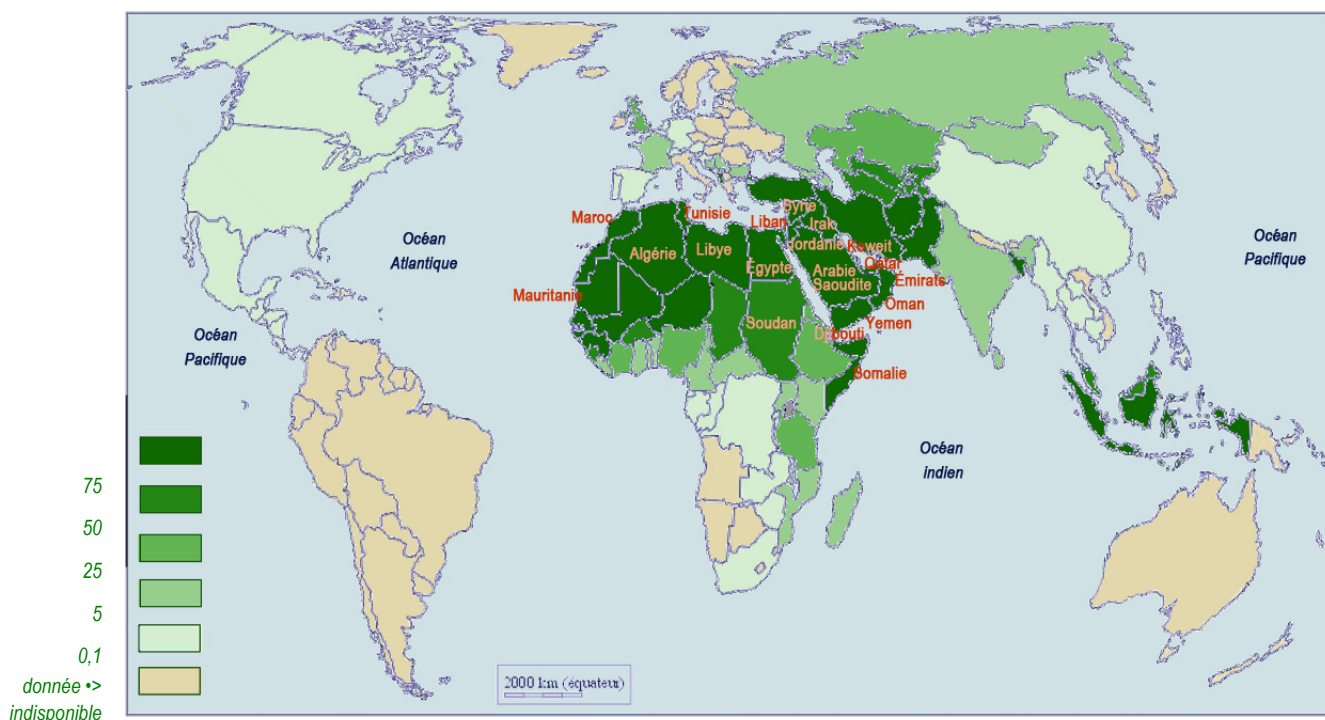 Maroc
Tunisie
Liban
Syrie
Irak
Algérie
Libye
Égypte
Jordanie
Koweit
Qatar
Arabie
Saoudite
Émirats
Mauritanie
Oman
Soudan
Yemen
Djibouti
Somalie
Océan
Atlantique
Océan
Pacifique
Océan
Pacifique
Océan
indien
75
50
25
5
0,1
donnée •>
indisponible
2000 km (équateur)